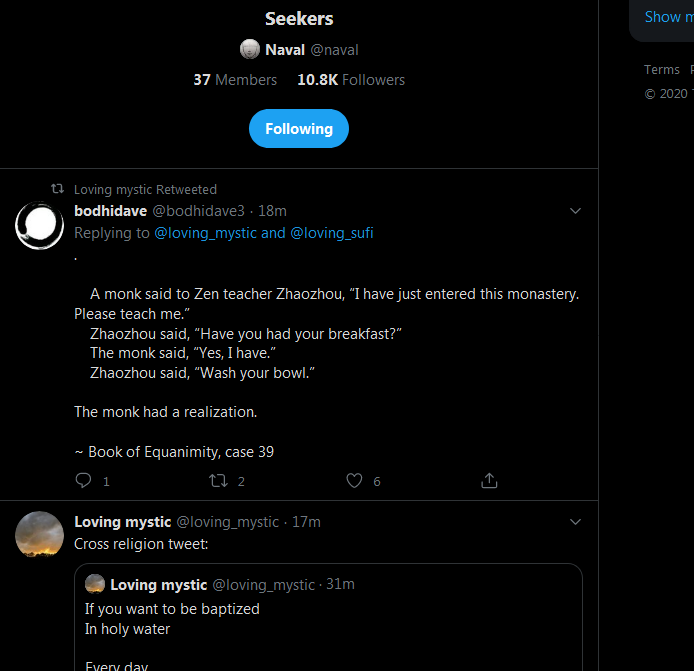 Seekers
Naval @naval
37 Members 10.8K Followers
Following
Show
Terms
© 2020
Loving mystic Retweeted
bodhidave @bodhidave3 · 18m
Replying to @loving_mystic and @loving_sufi
.
A monk said to Zen teacher Zhaozhou, “I have just entered this monastery.
Please teach me.”
Zhaozhou said, “Have you had your breakfast?”
The monk said, “Yes, I have.”
Zhaozhou said, “Wash your bowl.”
The monk had a realization.
~ Book of Equanimity, case 39
1 2 6
Loving mystic @loving_mystic · 17m
Cross religion tweet:
Loving mystic @loving_mystic · 31m
If you want to be baptized
In holy water
Every day